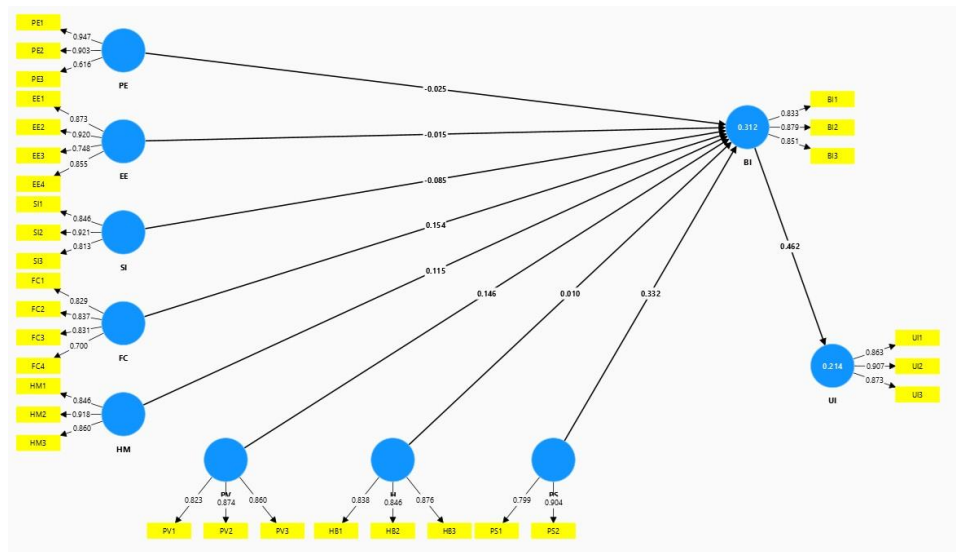 PE1
0.947
PE2
0.903
PE3
0.616
PE
EE1
0.873
EE2
0.920
EE3
0.748
EE4
0.855
EE
SI1
0.846
SI2
0.921
SI3
0.813
SI
FC1
0.829
FC2
0.837
FC3
0.831
FC4
0.700
FC
HM1
0.846
HM2
0.918
HM3
0.860
HM
-0.025
-0.015
-0.085
0.154
0.115
0.146
0.010
0.332
0.312
BI
0.833
BI1
0.879
BI2
0.851
BI3
0.462
0.214
UI
0.863
UI1
0.907
UI2
0.873
UI3
PV
0.823
0.874
0.860
PV1
PV2
PV3
0.838
0.846
0.876
HB1
HB2
HB3
PS
0.799
0.904
PS1
PS2